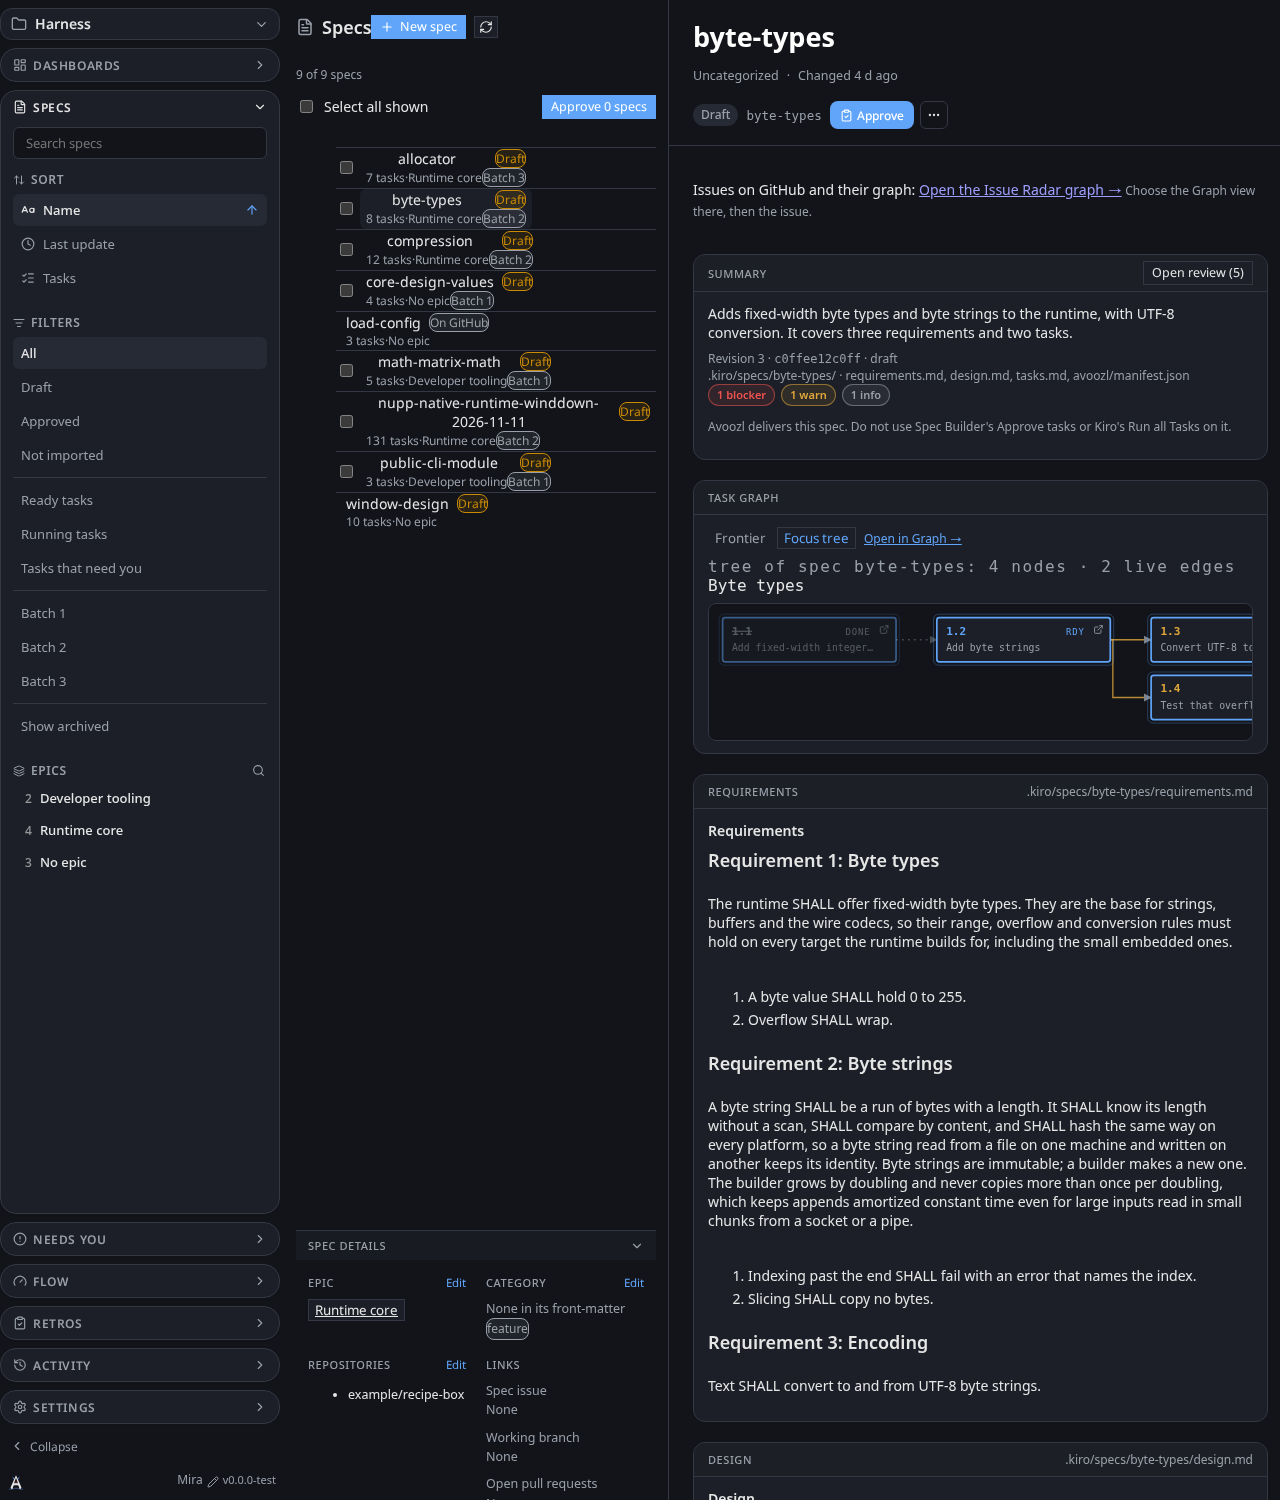 Harness
DASHBOARDS
SPECS
Search specs
SORT
Aa Name
Last update
Tasks
FILTERS
All
Draft
Approved
Not imported
Ready tasks
Running tasks
Tasks that need you
Batch 1
Batch 2
Batch 3
Show archived
EPICS
2 Developer tooling
4 Runtime core
3 No epic
NEEDS YOU
FLOW
RETROS
ACTIVITY
SETTINGS
Collapse
A
Mira v0.0.0-test
Specs
New spec
9 of 9 specs
Select all shown
Approve 0 specs
allocator Draft
7 tasks·Runtime core Batch 3
byte-types Draft
8 tasks·Runtime core Batch 2
compression Draft
12 tasks·Runtime core Batch 2
core-design-values Draft
4 tasks·No epic Batch 1
load-config On GitHub
3 tasks·No epic
math-matrix-math Draft
5 tasks·Developer tooling Batch 1
nupp-native-runtime-winddown-
2026-11-11 Draft
131 tasks·Runtime core Batch 2
public-cli-module Draft
3 tasks·Developer tooling Batch 1
window-design Draft
10 tasks·No epic
SPEC DETAILS
EPIC Edit
Runtime core
CATEGORY Edit
None in its front-matter
feature
REPOSITORIES Edit
• example/recipe-box
LINKS
Spec issue
None
Working branch
None
Open pull requests
byte-types
Uncategorized · Changed 4 d ago
Draft byte-types Approve ···
Issues on GitHub and their graph: Open the Issue Radar graph → Choose the Graph view
there, then the issue.
SUMMARY Open review (5)
Adds fixed-width byte types and byte strings to the runtime, with UTF-8
conversion. It covers three requirements and two tasks.
Revision 3 · c0ffee12c0ff · draft
.kiro/specs/byte-types/ · requirements.md, design.md, tasks.md, avoozl/manifest.json
1 blocker 1 warn 1 info
Avoozl delivers this spec. Do not use Spec Builder's Approve tasks or Kiro's Run all Tasks on it.
TASK GRAPH
Frontier Focus tree Open in Graph →
tree of spec byte-types: 4 nodes · 2 live edges
Byte types
1.1 DONE
Add fixed-width integer…
1.2 RDY
Add byte strings
1.3
Convert UTF-8 to
1.4
Test that overfl
REQUIREMENTS .kiro/specs/byte-types/requirements.md
Requirements
Requirement 1: Byte types
The runtime SHALL offer fixed-width byte types. They are the base for strings,
buffers and the wire codecs, so their range, overflow and conversion rules must
hold on every target the runtime builds for, including the small embedded ones.
1. A byte value SHALL hold 0 to 255.
2. Overflow SHALL wrap.
Requirement 2: Byte strings
A byte string SHALL be a run of bytes with a length. It SHALL know its length
without a scan, SHALL compare by content, and SHALL hash the same way on
every platform, so a byte string read from a file on one machine and written on
another keeps its identity. Byte strings are immutable; a builder makes a new one.
The builder grows by doubling and never copies more than once per doubling,
which keeps appends amortized constant time even for large inputs read in small
chunks from a socket or a pipe.
1. Indexing past the end SHALL fail with an error that names the index.
2. Slicing SHALL copy no bytes.
Requirement 3: Encoding
Text SHALL convert to and from UTF-8 byte strings.
DESIGN .kiro/specs/byte-types/design.md
Design